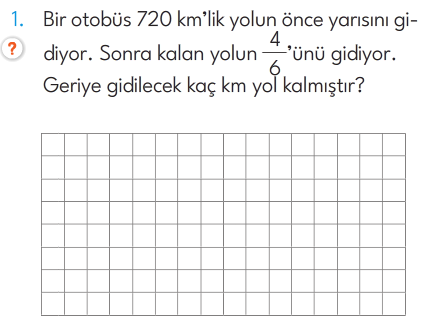 1. Bir otobüs 720 km'lik yolun önce yarısını gi-
? diyor. Sonra kalan yolun 4/6 'ünü gidiyor.
Geriye gidilecek kaç km yol kalmıştır?